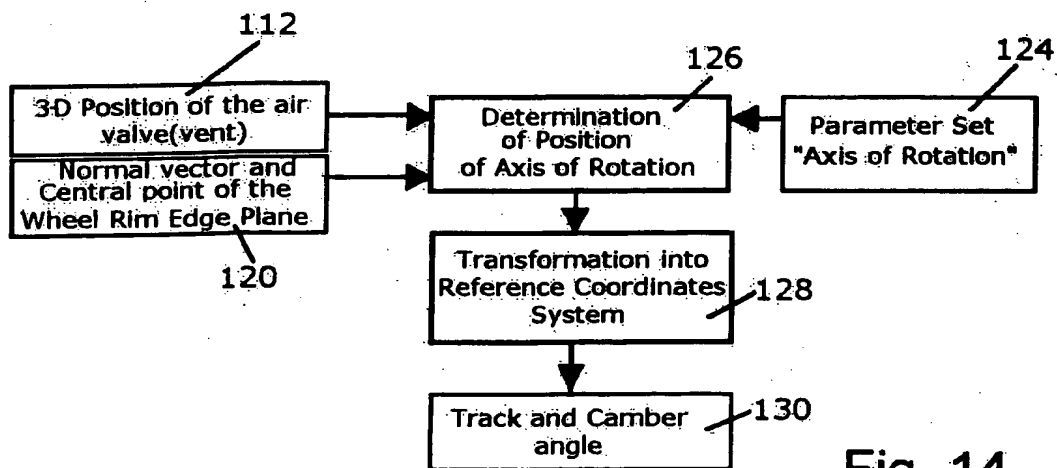 112
3-D Position of the air
valve(vent)
Normal vector and
Central point of the
Wheel Rim Edge Plane
120
126
Determination
of Position
of Axis of Rotation
124
Parameter Set
"Axis of Rotation"
Transformation into
Reference Coordinates
System
128
Track and Camber
angle
130
Fig. 14